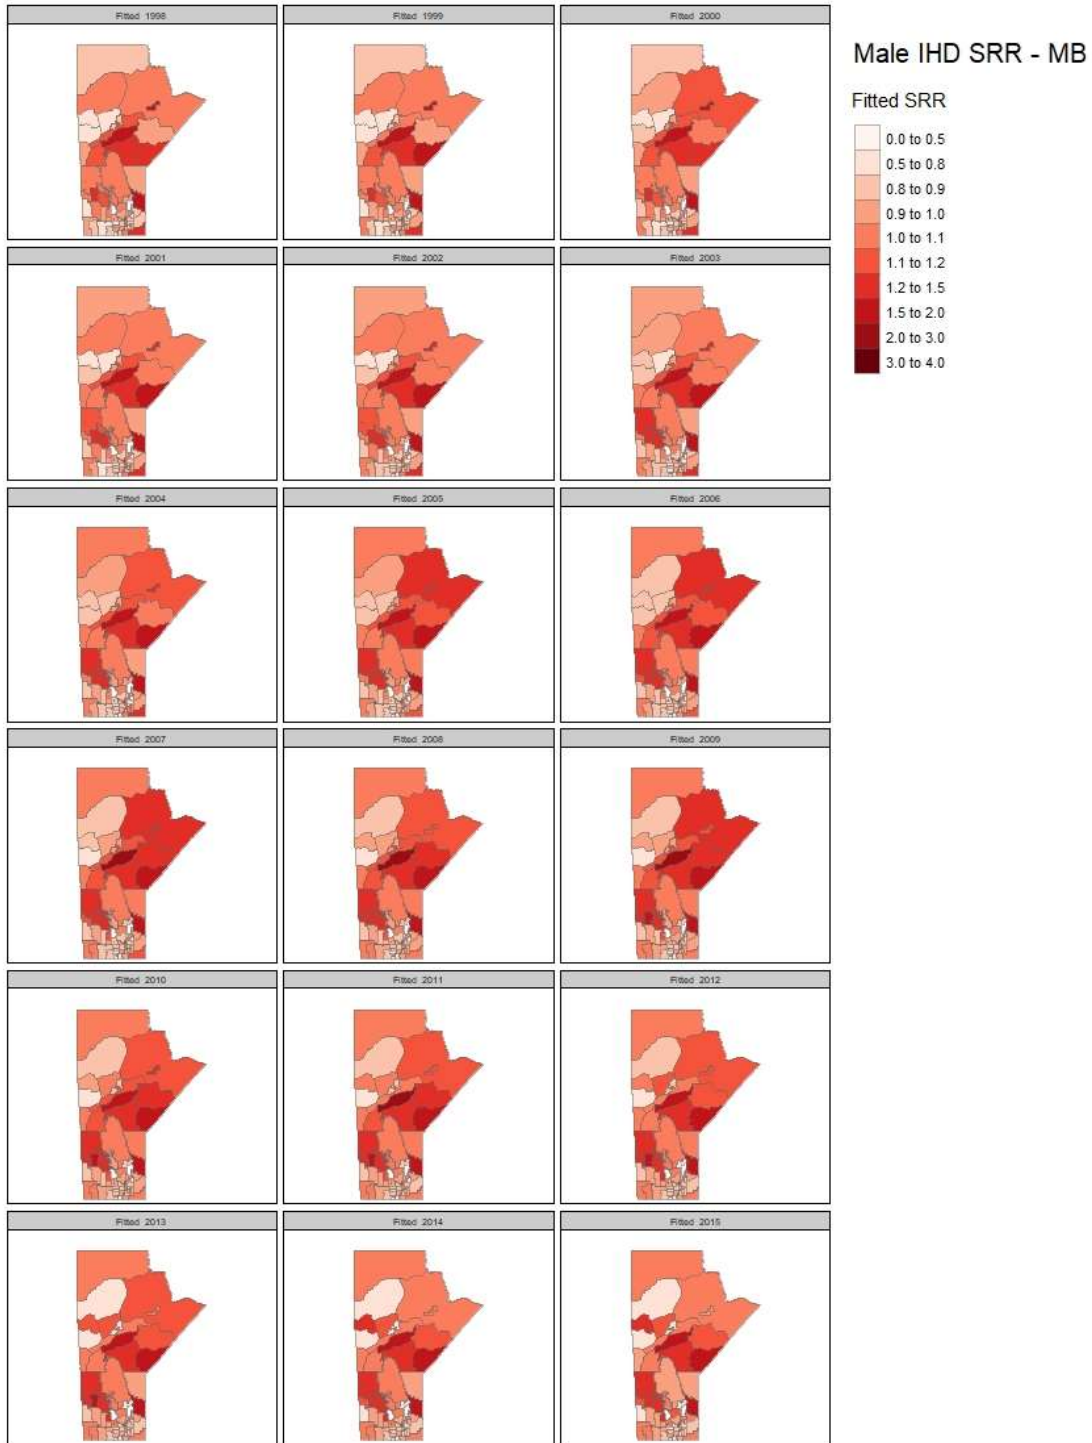 Fitted 1998
Fitted 1999
Fitted 2000
Male IHD SRR - MB
Fitted SRR
0.0 to 0.5
0.5 to 0.8
0.8 to 0.9
0.9 to 1.0
1.0 to 1.1
1.1 to 1.2
1.2 to 1.5
1.5 to 2.0
2.0 to 3.0
3.0 to 4.0
Fitted 2001
Fitted 2002
Fitted 2003
Fitted 2004
Fitted 2005
Fitted 2006
Fitted 2007
Fitted 2008
Fitted 2009
Fitted 2010
Fitted 2011
Fitted 2012
Fitted 2013
Fitted 2014
Fitted 2015